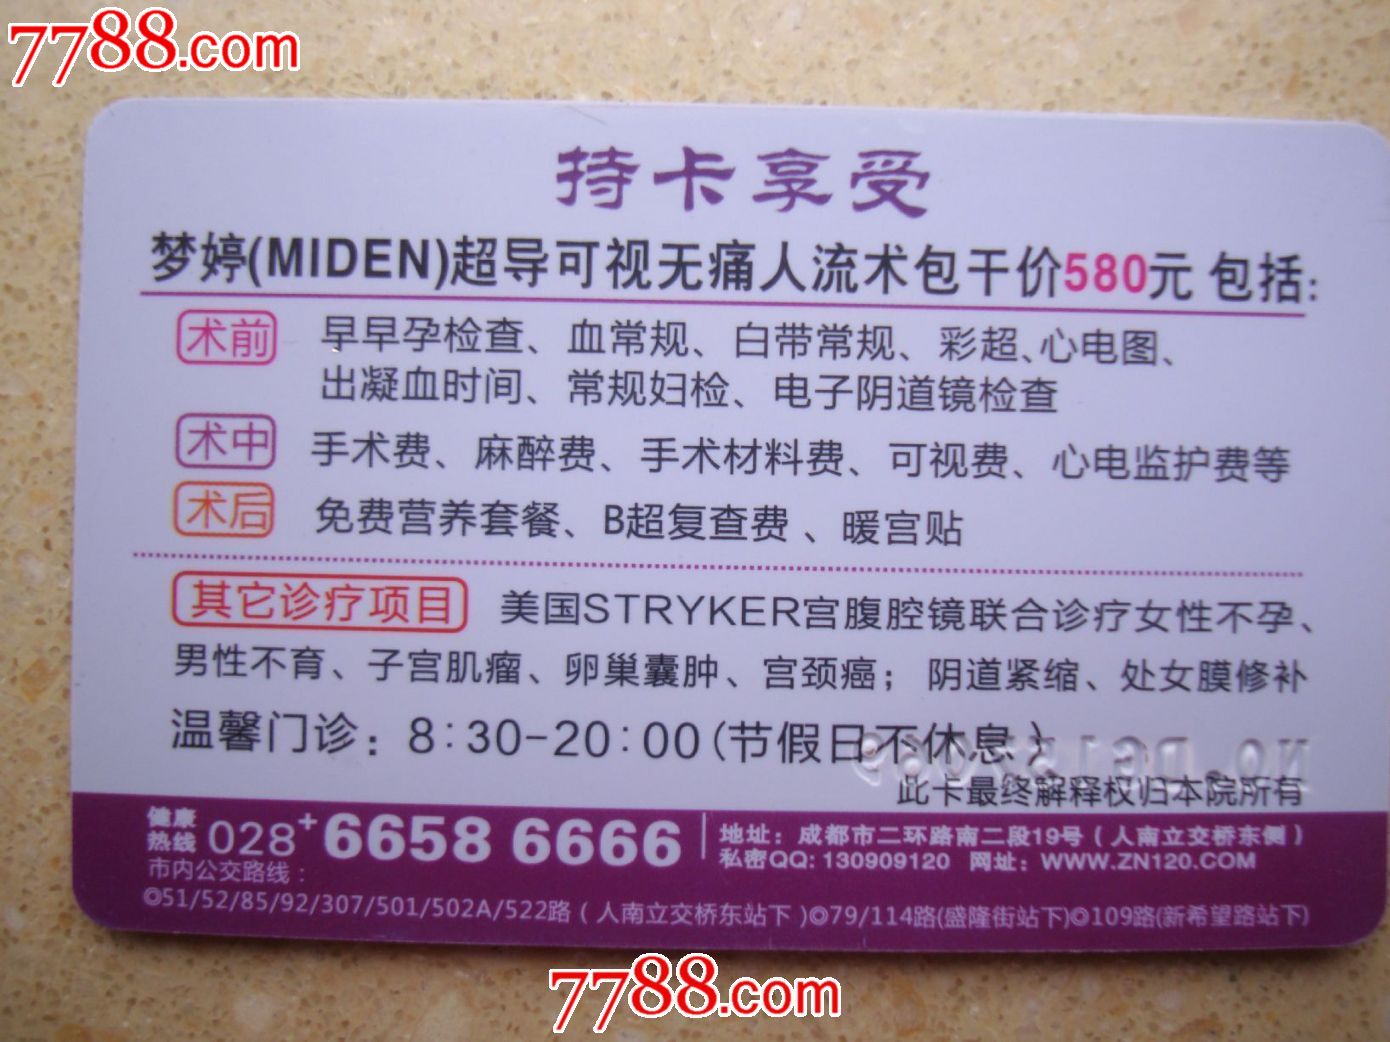 7788.com
持卡享受
梦婷(MIDEN)超导可视无痛人流术包干价580元 包括:
术前 早早孕检查、血常规、白带常规、彩超、心电图、
出凝血时间、常规妇检、电子阴道镜检查
术中 手术费、麻醉费、手术材料费、可视费、心电监护费等
术后 免费营养套餐、B超复查费、暖宫贴
其它诊疗项目 美国STRYKER宫腹腔镜联合诊疗女性不孕、
男性不育、子宫肌瘤、卵巢囊肿、宫颈癌；阴道紧缩、处女膜修补
温馨门诊：8:30-20:00(节假日不休息)
此卡最终解释权归本院所有
健康热线 028+6658 6666
地址：成都市二环路南二段19号（人南立交桥东侧）
私密QQ: 130909120 网址：WWW.ZN120.COM
市内公交路线：
◎51/52/85/92/307/501/502A/522路（人南立交桥东站下）◎79/114路(盛隆街站下)◎109路(新希望路站下)
7788.com